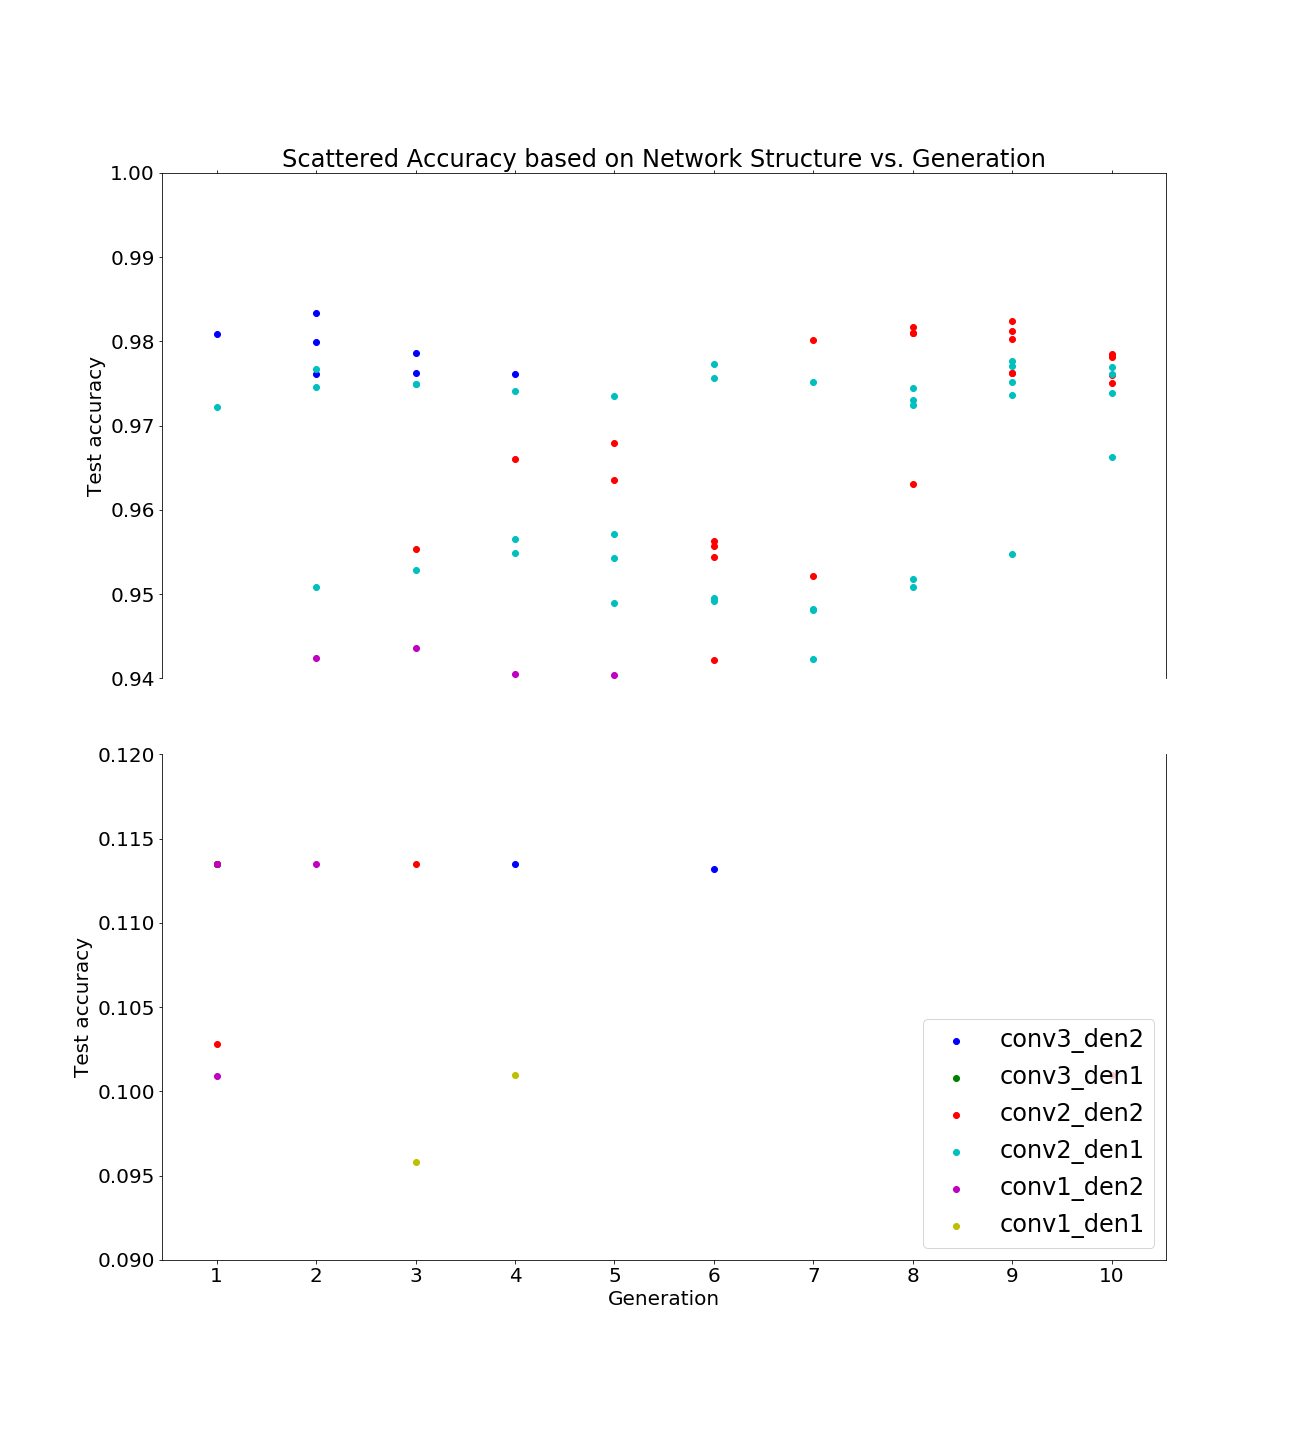 Scattered Accuracy based on Network Structure vs. Generation
1.00
0.99
0.98
0.97
0.96
0.95
0.94
Test accuracy
0.120
0.115
0.110
0.105
0.100
0.095
0.090
Test accuracy
conv3_den2
conv3_den1
conv2_den2
conv2_den1
conv1_den2
conv1_den1
1 2 3 4 5 6 7 8 9 10
Generation